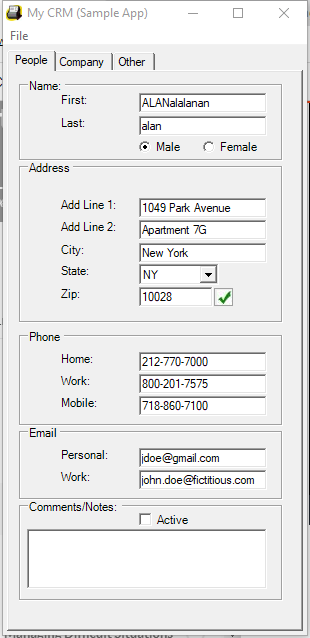 My CRM (Sample App)
File
People Company Other
Name:
First: ALANalalanan
Last: alan
Male Female
Address
Add Line 1: 1049 Park Avenue
Add Line 2: Apartment 7G
City: New York
State: NY
Zip: 10028
Phone
Home: 212-770-7000
Work: 800-201-7575
Mobile: 718-860-7100
Email
Personal: jdoe@gmail.com
Work: john.doe@fictitious.com
Comments/Notes:
Active
Managing Difficult Situations